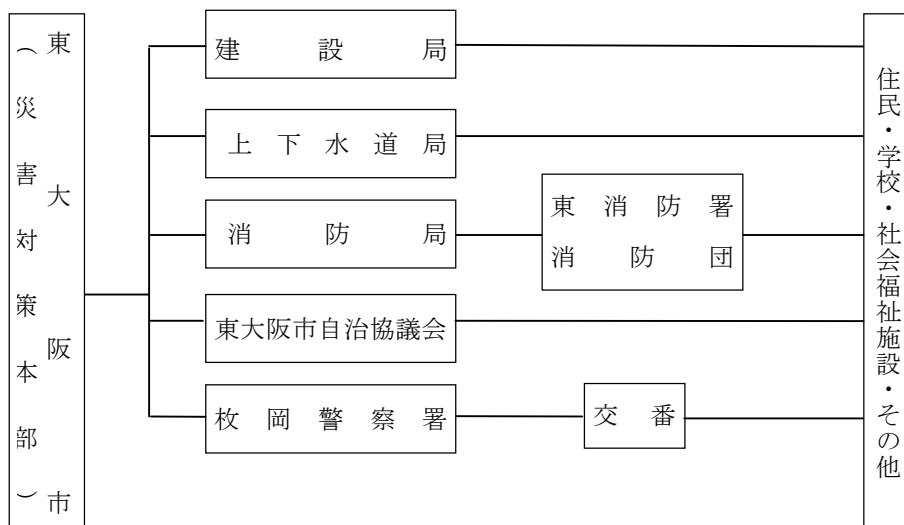 東大阪市
（災害対策本部）
建設局
上下水道局
消防局
東消防署
消防団
東大阪市自治協議会
枚岡警察署
交番
住民・学校・社会福祉施設・その他